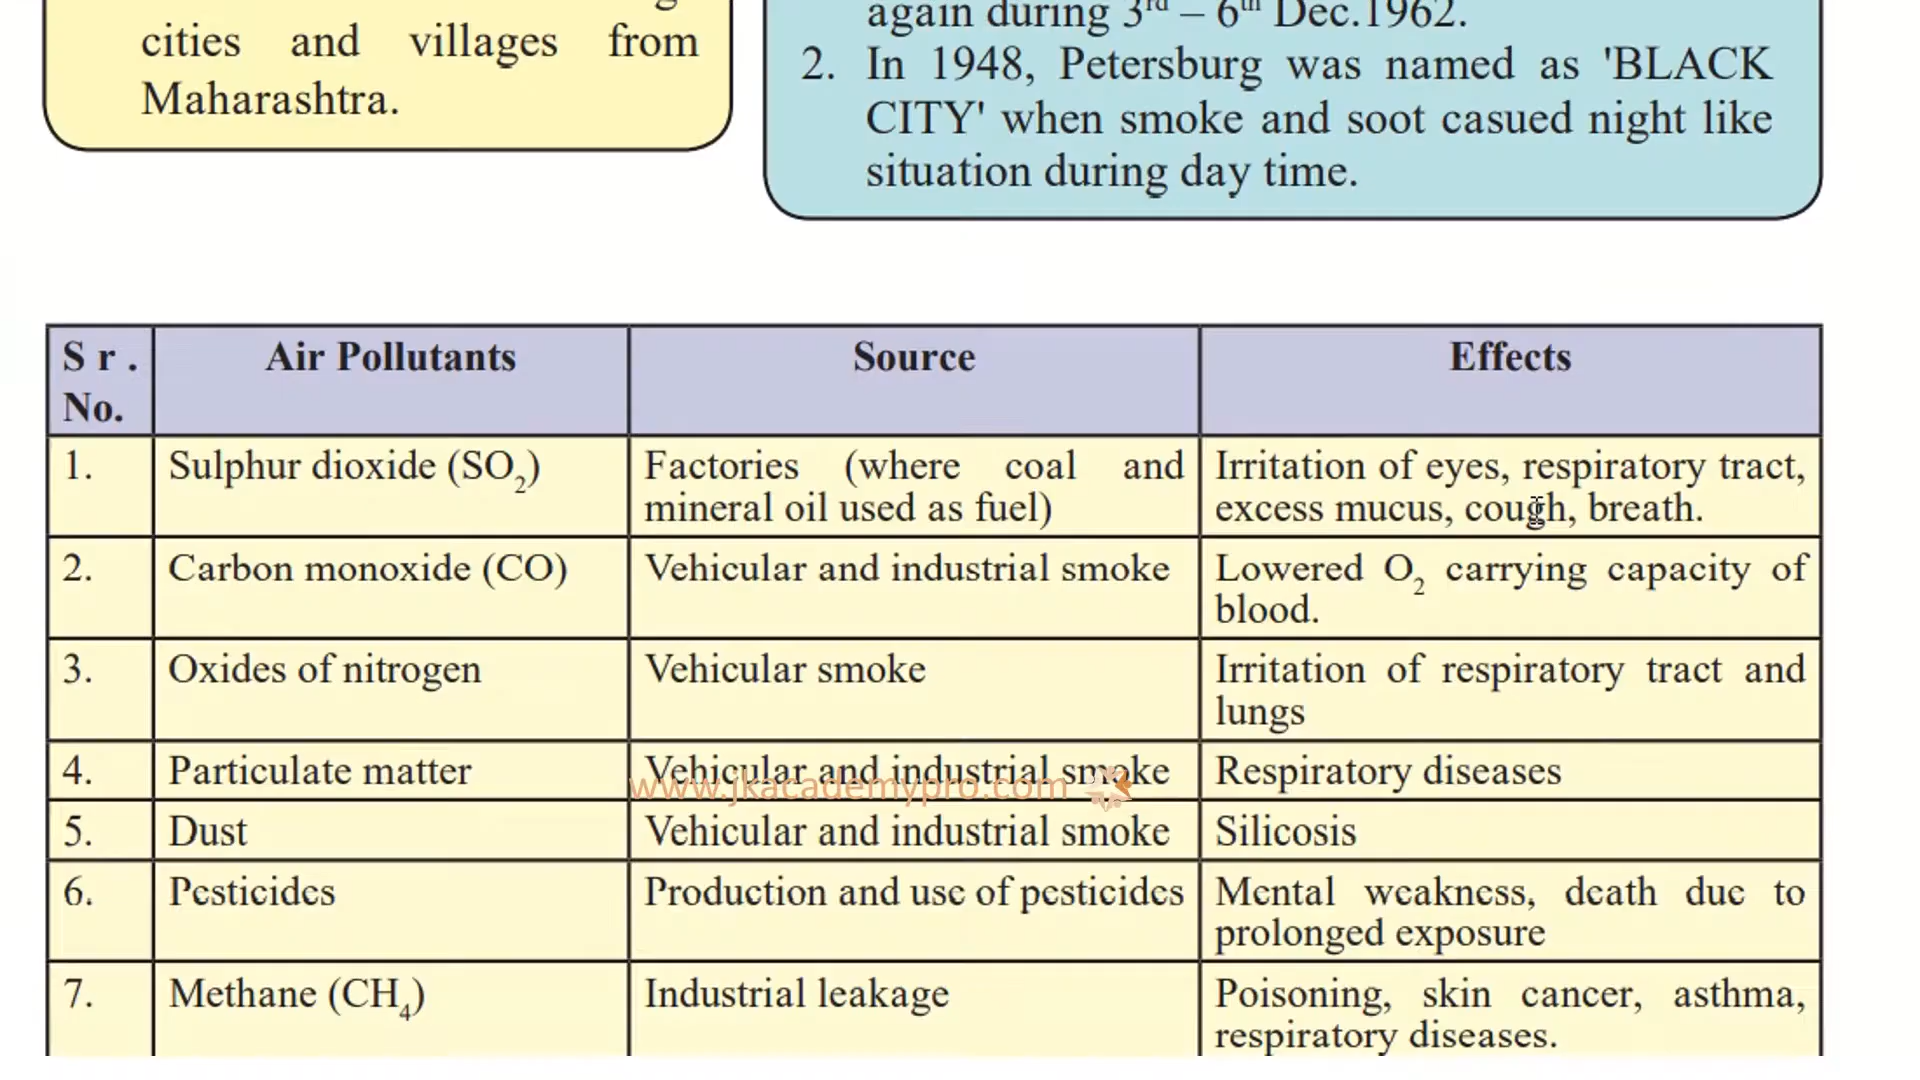 cities and villages from
Maharashtra.
again during 3rd – 6th Dec.1962.
2. In 1948, Petersburg was named as 'BLACK
CITY' when smoke and soot casued night like
situation during day time.
Sr. No. Air Pollutants Source Effects
1. Sulphur dioxide (SO2) Factories (where coal and Irritation of eyes, respiratory tract,
mineral oil used as fuel) excess mucus, cough, breath.
2. Carbon monoxide (CO) Vehicular and industrial smoke Lowered O2 carrying capacity of
blood.
3. Oxides of nitrogen Vehicular smoke Irritation of respiratory tract and
lungs
4. Particulate matter Vehicular and industrial smoke Respiratory diseases
www.jkacademypro.com
5. Dust Vehicular and industrial smoke Silicosis
6. Pesticides Production and use of pesticides Mental weakness, death due to
prolonged exposure
7. Methane (CH4) Industrial leakage Poisoning, skin cancer, asthma,
respiratory diseases.